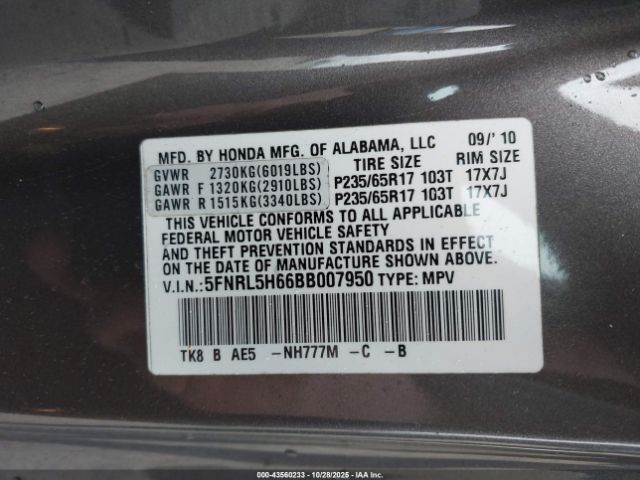 MFD. BY HONDA MFG. OF ALABAMA, LLC 09/' 10
TIRE SIZE RIM SIZE
GVWR 2730KG(6019LBS)
GAWR F 1320KG(2910LBS) P235/65R17 103T 17X7J
GAWR R 1515KG(3340LBS) P235/65R17 103T 17X7J
THIS VEHICLE CONFORMS TO ALL APPLICABLE
FEDERAL MOTOR VEHICLE SAFETY
AND THEFT PREVENTION STANDARDS IN EFFECT
ON THE DATE OF MANUFACTURE SHOWN ABOVE.
V.I.N.:5FNRL5H66BB007950 TYPE: MPV
TK8 B AE5 -NH777M -C -B
000-43560233 - 10/28/2025 - IAAI.COM